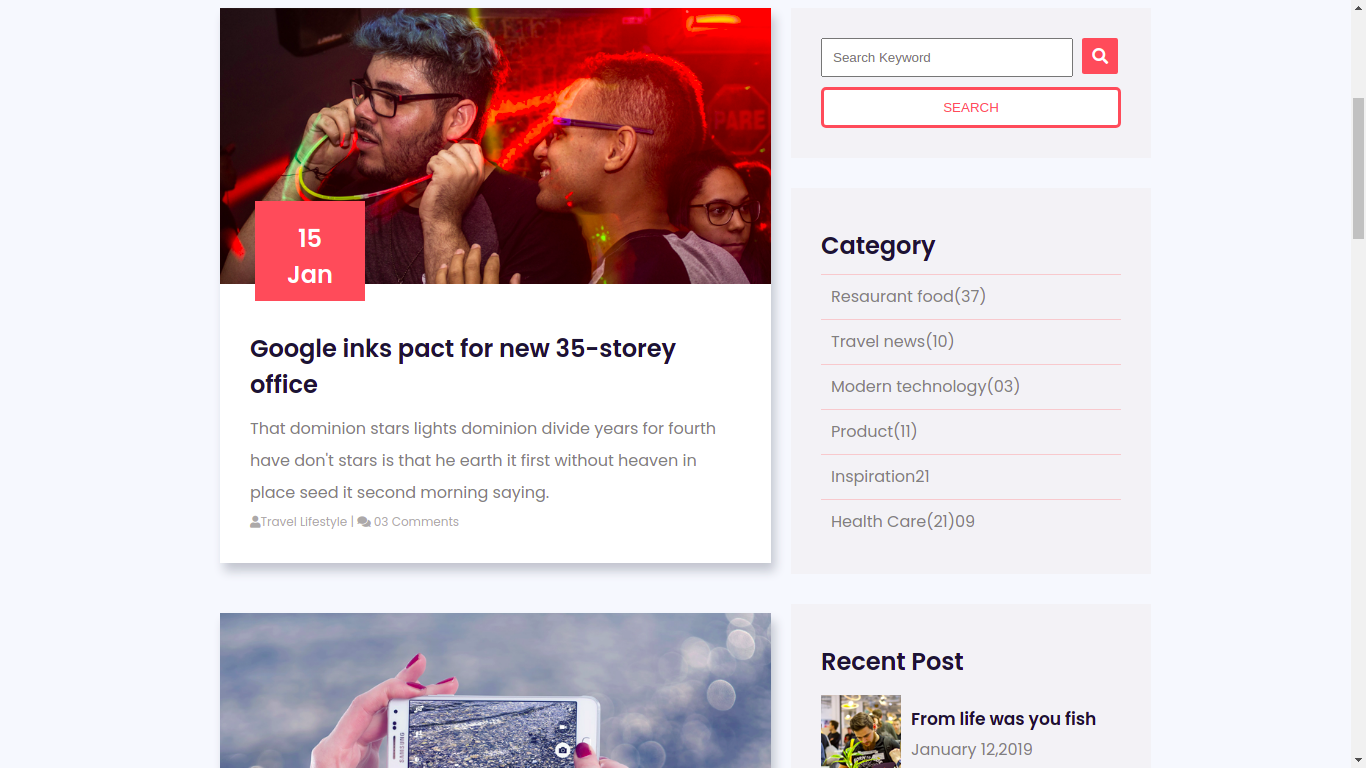 PARE
15
Jan
Google inks pact for new 35-storey
office
That dominion stars lights dominion divide years for fourth
have don't stars is that he earth it first without heaven in
place seed it second morning saying.
Travel Lifestyle | 03 Comments
SAMSUNG
Search Keyword
SEARCH
Category
Resaurant food(37)
Travel news(10)
Modern technology(03)
Product(11)
Inspiration21
Health Care(21)09
Recent Post
From life was you fish
January 12,2019